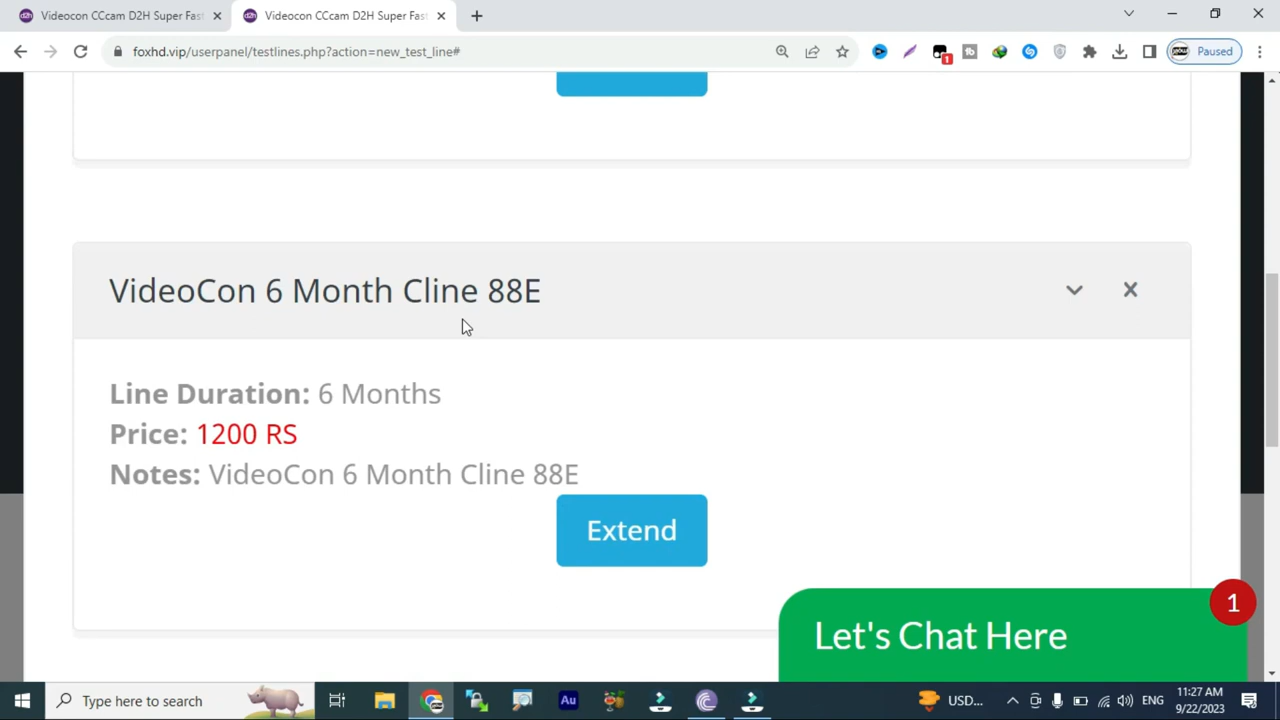 Videocon CCcam D2H Super Fast
Videocon CCcam D2H Super Fast
foxhd.vip/userpanel/testlines.php?action=new_test_line#
1
Paused
VideoCon 6 Month Cline 88E
Line Duration: 6 Months
Price: 1200 RS
Notes: VideoCon 6 Month Cline 88E
Extend
1
Let's Chat Here
Type here to search
Au
USD...
ENG
11:27 AM
9/22/2023